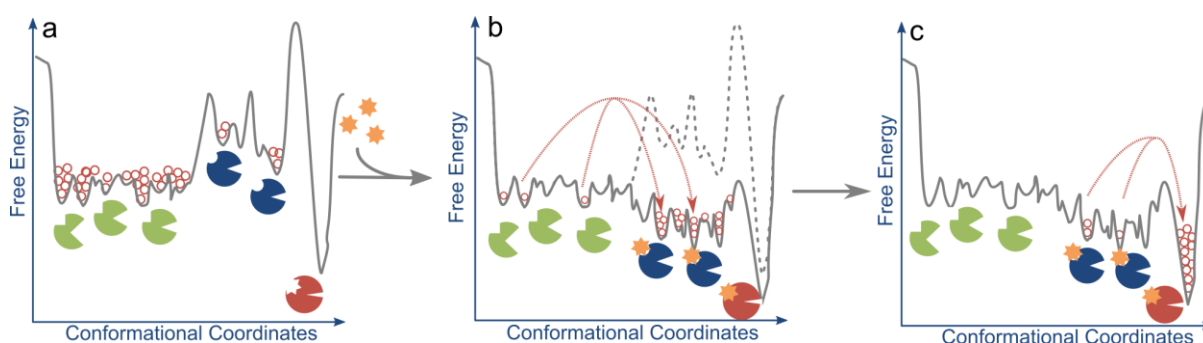 a
Free Energy
Conformational Coordinates
b
Free Energy
Conformational Coordinates
c
Free Energy
Conformational Coordinates